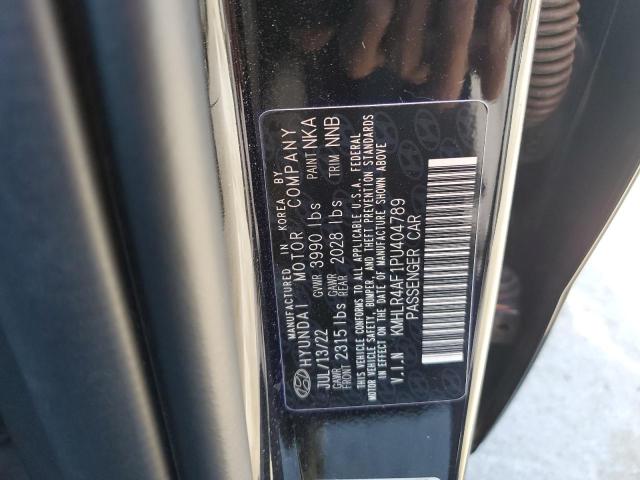 MANUFACTURED IN KOREA BY
HYUNDAI MOTOR COMPANY
JUL/13/22 GVWR 3990 lbs PAINT NKA
GAWR FRONT 2315 lbs GAWR REAR 2028 lbs TRIM NNB
THIS VEHICLE CONFORMS TO ALL APPLICABLE U.S.A. FEDERAL
MOTOR VEHICLE SAFETY, BUMPER, AND THEFT PREVENTION STANDARDS
IN EFFECT ON THE DATE OF MANUFACTURE SHOWN ABOVE
V.I.N KMHLR4AF1PU404789
PASSENGER CAR